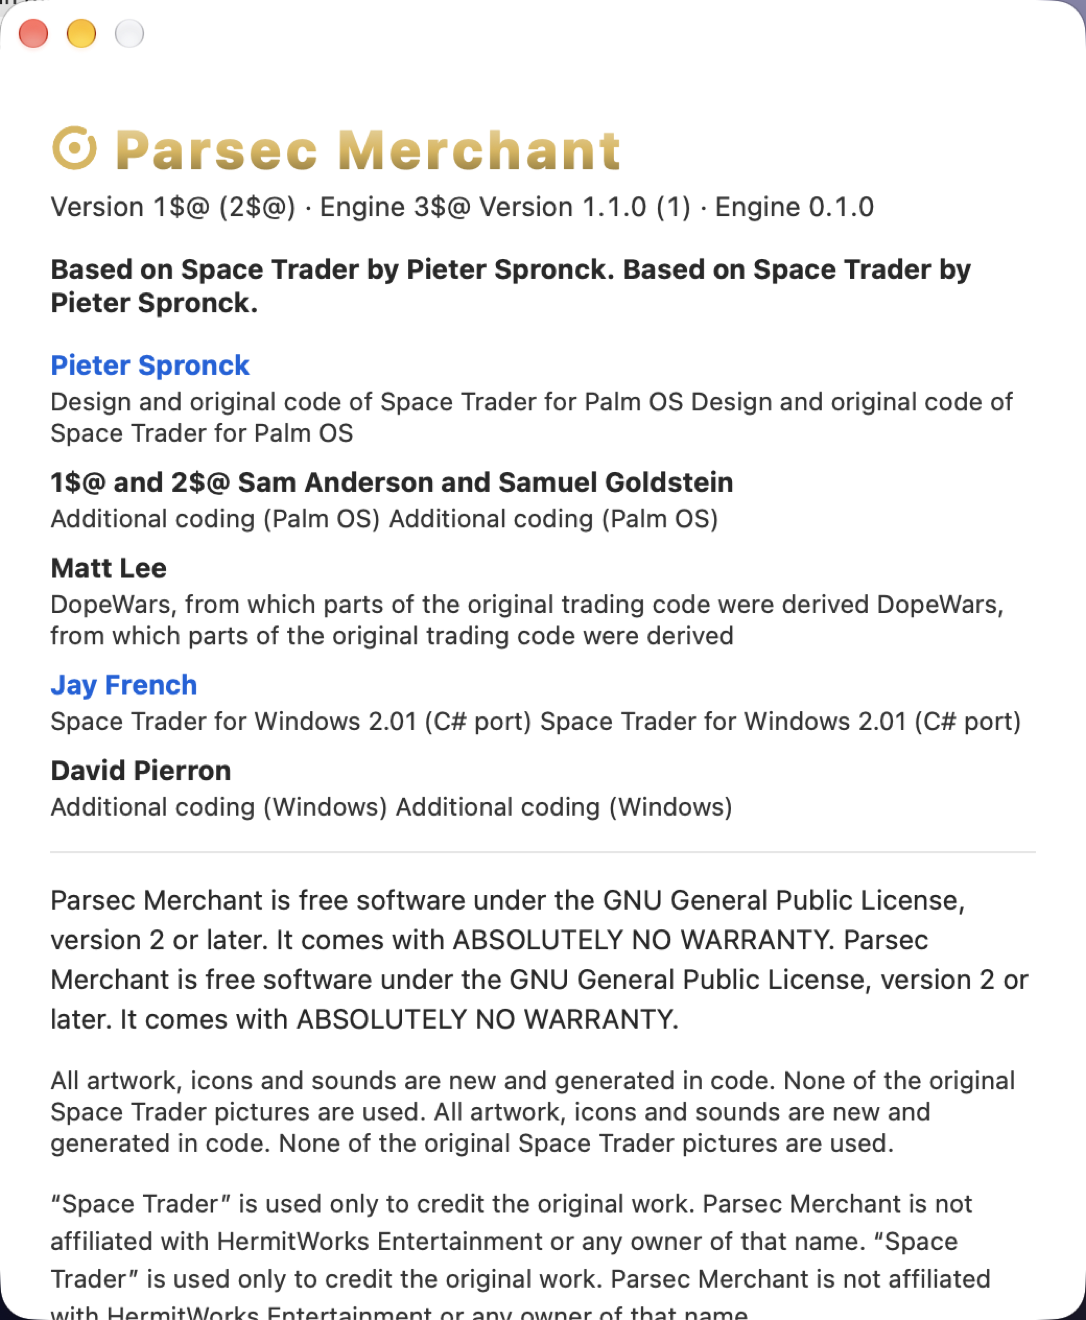 Parsec Merchant
Version 1$@ (2$@) · Engine 3$@ Version 1.1.0 (1) · Engine 0.1.0
Based on Space Trader by Pieter Spronck. Based on Space Trader by
Pieter Spronck.
Pieter Spronck
Design and original code of Space Trader for Palm OS Design and original code of
Space Trader for Palm OS
1$@ and 2$@ Sam Anderson and Samuel Goldstein
Additional coding (Palm OS) Additional coding (Palm OS)
Matt Lee
DopeWars, from which parts of the original trading code were derived DopeWars,
from which parts of the original trading code were derived
Jay French
Space Trader for Windows 2.01 (C# port) Space Trader for Windows 2.01 (C# port)
David Pierron
Additional coding (Windows) Additional coding (Windows)
Parsec Merchant is free software under the GNU General Public License,
version 2 or later. It comes with ABSOLUTELY NO WARRANTY. Parsec
Merchant is free software under the GNU General Public License, version 2 or
later. It comes with ABSOLUTELY NO WARRANTY.
All artwork, icons and sounds are new and generated in code. None of the original
Space Trader pictures are used. All artwork, icons and sounds are new and
generated in code. None of the original Space Trader pictures are used.
“Space Trader” is used only to credit the original work. Parsec Merchant is not
affiliated with HermitWorks Entertainment or any owner of that name. “Space
Trader” is used only to credit the original work. Parsec Merchant is not affiliated
with HermitWorks Entertainment or any owner of that name.